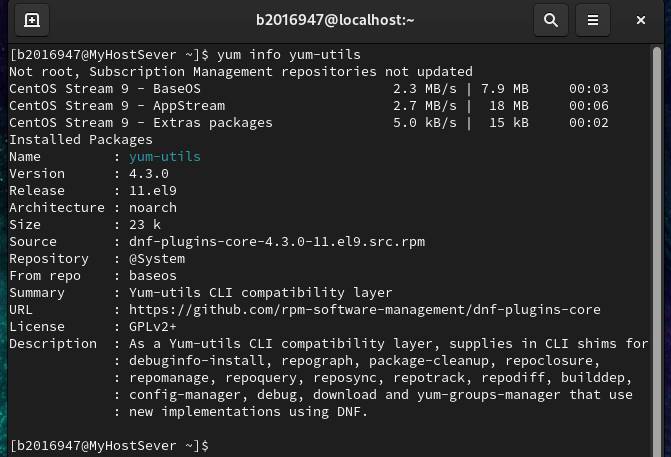 b2016947@localhost:~
[b2016947@MyHostSever ~]$ yum info yum-utils
Not root, Subscription Management repositories not updated
CentOS Stream 9 - BaseOS                        2.3 MB/s | 7.9 MB     00:03
CentOS Stream 9 - AppStream                     2.7 MB/s |  18 MB     00:06
CentOS Stream 9 - Extras packages               5.0 kB/s |  15 kB     00:02
Installed Packages
Name         : yum-utils
Version      : 4.3.0
Release      : 11.el9
Architecture : noarch
Size         : 23 k
Source       : dnf-plugins-core-4.3.0-11.el9.src.rpm
Repository   : @System
From repo    : baseos
Summary      : Yum-utils CLI compatibility layer
URL          : https://github.com/rpm-software-management/dnf-plugins-core
License      : GPLv2+
Description  : As a Yum-utils CLI compatibility layer, supplies in CLI shims for
             : debuginfo-install, repograph, package-cleanup, repoclosure,
             : repomanage, repoquery, reposync, repotrack, repodiff, builddep,
             : config-manager, debug, download and yum-groups-manager that use
             : new implementations using DNF.
[b2016947@MyHostSever ~]$